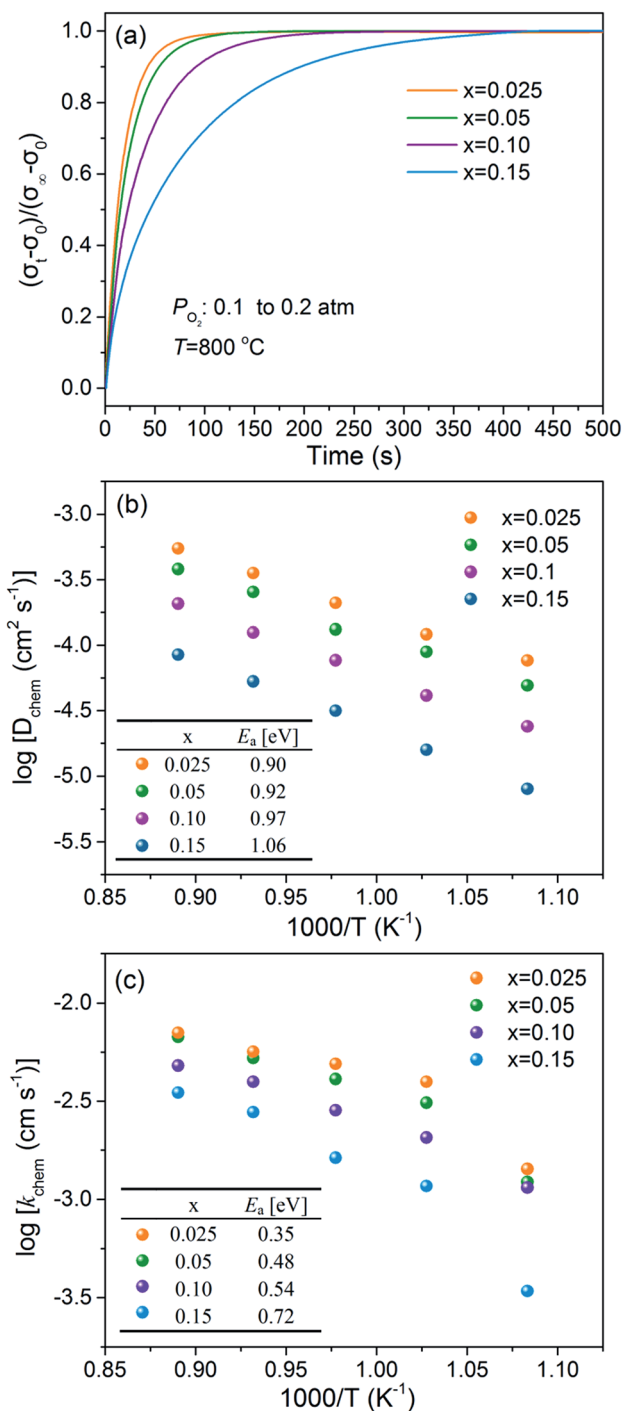 (a)
1.0
0.8
0.6
0.4
0.2
0.0
(σt-σ0)/(σ∞-σ0)
x=0.025
x=0.05
x=0.10
x=0.15
PO2: 0.1 to 0.2 atm
T=800 °C
0 50 100 150 200 250 300 350 400 450 500
Time (s)
(b)
-3.0
-3.5
-4.0
-4.5
-5.0
-5.5
log [Dchem (cm² s⁻¹)]
x=0.025
x=0.05
x=0.1
x=0.15
x Ea [eV]
0.025 0.90
0.05 0.92
0.10 0.97
0.15 1.06
0.85 0.90 0.95 1.00 1.05 1.10
1000/T (K⁻¹)
(c)
-2.0
-2.5
-3.0
-3.5
log [kchem (cm s⁻¹)]
x=0.025
x=0.05
x=0.10
x=0.15
x Ea [eV]
0.025 0.35
0.05 0.48
0.10 0.54
0.15 0.72
0.85 0.90 0.95 1.00 1.05 1.10
1000/T (K⁻¹)